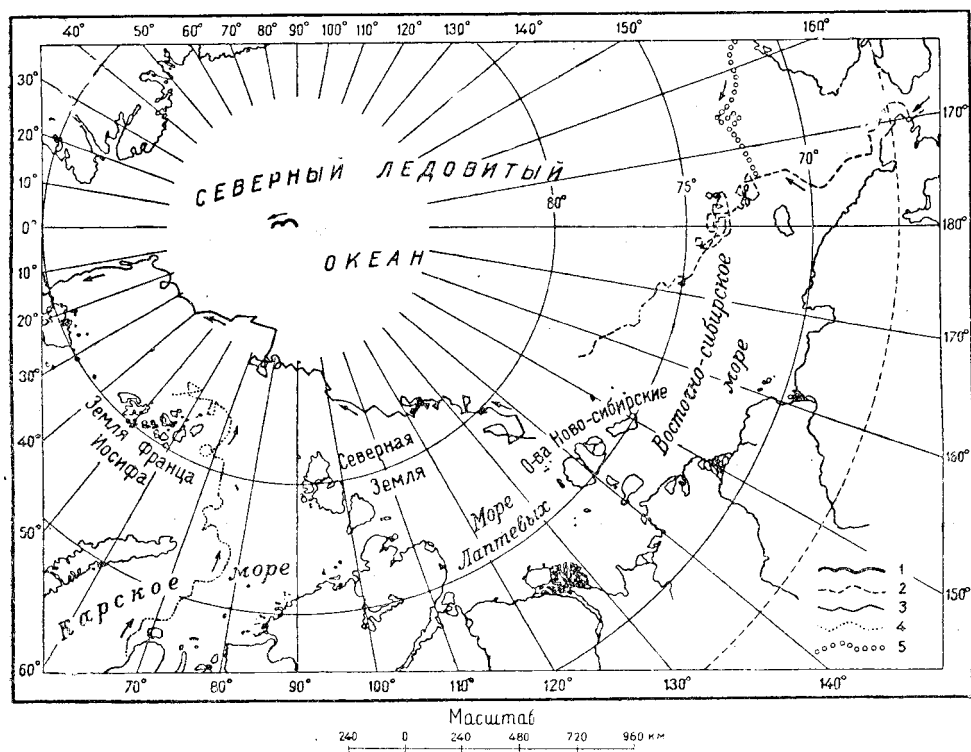 40° 50° 60° 70° 80° 90° 100° 110° 120° 130° 140° 150° 160°
30°
20°
10°
0°
10°
20°
30°
40°
50°
60°
СЕВЕРНЫЙ ЛЕДОВИТЫЙ
ОКЕАН
80°
75°
70°
170°
180°
170°
160°
150°
Земля Франца
Иосифа
Северная
Земля
О-ва Ново-сибирские
Восточно-сибирское
море
Море
Лаптевых
Карское море
1
2
3
4
5
70° 80° 90° 100° 110° 120° 130° 140°
Масштаб
240 0 240 480 720 960 км